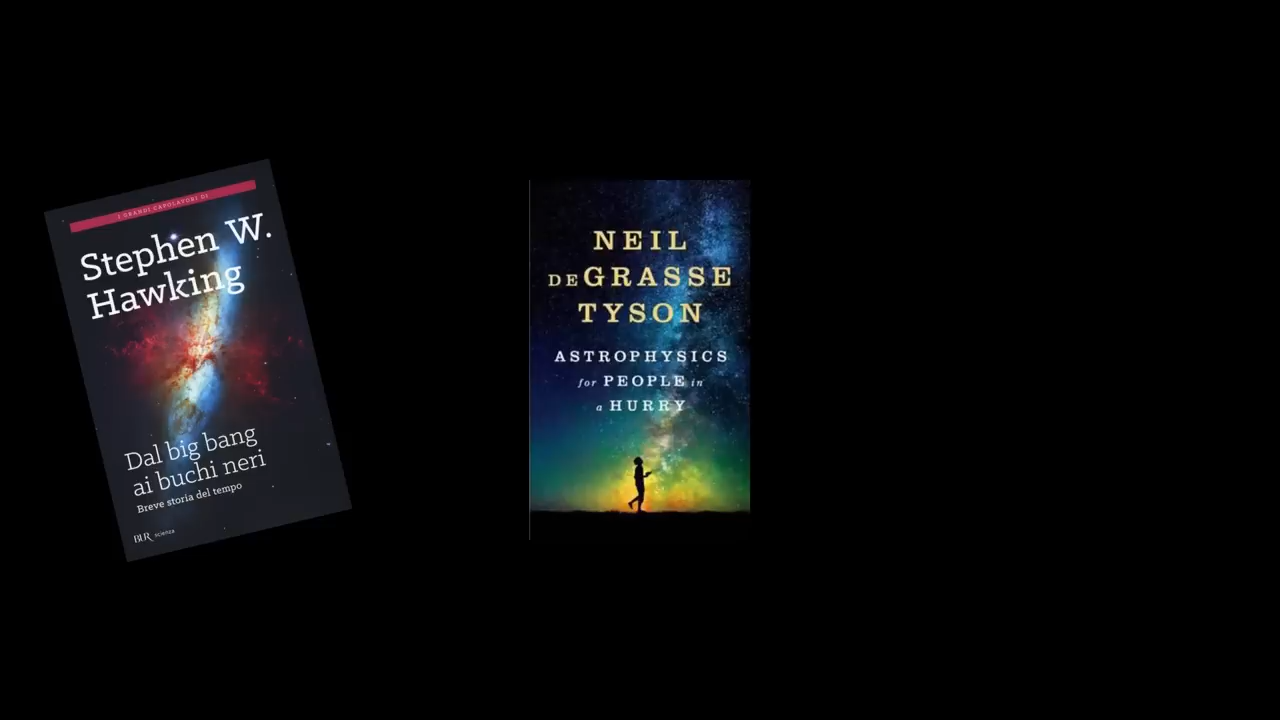 I GRANDI CAPOLAVORI DI
Stephen W.
Hawking
Dal big bang
ai buchi neri
Breve storia del tempo
BUR scienza
NEIL
DEGRASSE
TYSON
ASTROPHYSICS
for PEOPLE in
a HURRY